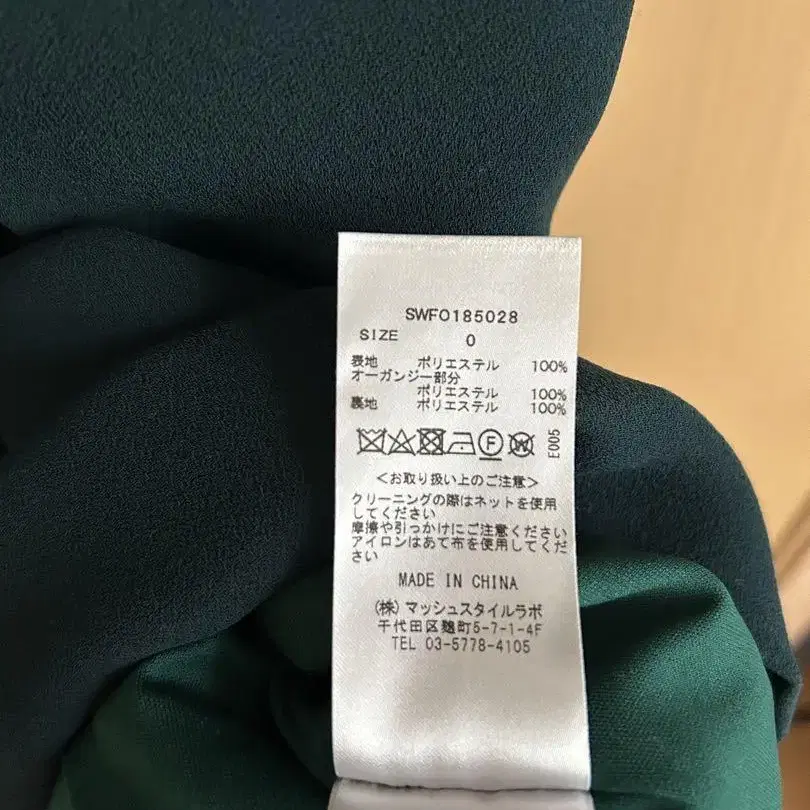 SWFO185028
SIZE 0
表地 ポリエステル 100%
オーガンジー部分
ポリエステル 100%
裏地 ポリエステル 100%
F W E005
<お取り扱い上のご注意>
クリーニングの際はネットを使用
してください
摩擦や引っかけにご注意ください
アイロンはあて布を使用してくだ
さい
MADE IN CHINA
(株)マッシュスタイルラボ
千代田区麹町5-7-1-4F
TEL 03-5778-4105